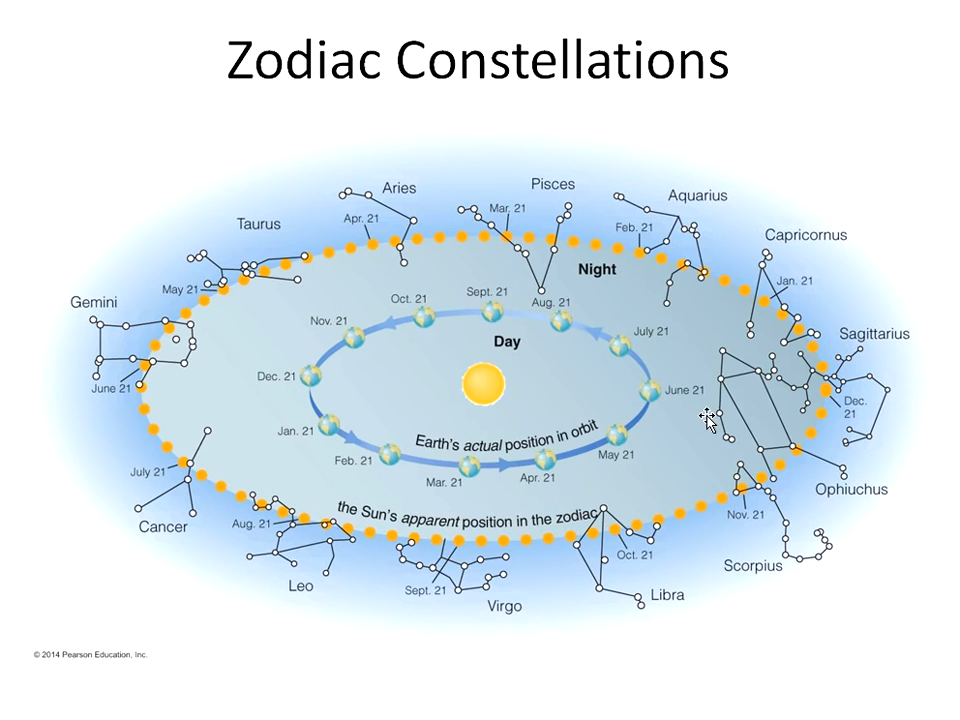 Zodiac Constellations
Aries
Pisces
Aquarius
Taurus
Apr. 21
Mar. 21
Feb. 21
Capricornus
Night
May 21
Jan. 21
Gemini
Oct. 21
Sept. 21
Aug. 21
Nov. 21
Day
July 21
Sagittarius
June 21
Dec. 21
June 21
Dec.
21
Jan. 21
Earth's actual position in orbit
Feb. 21
May 21
Mar. 21
Apr. 21
July 21
Ophiuchus
Cancer
Aug. 21
the Sun's apparent position in the zodiac
Nov. 21
Oct. 21
Scorpius
Leo
Sept. 21
Virgo
Libra
© 2014 Pearson Education, Inc.